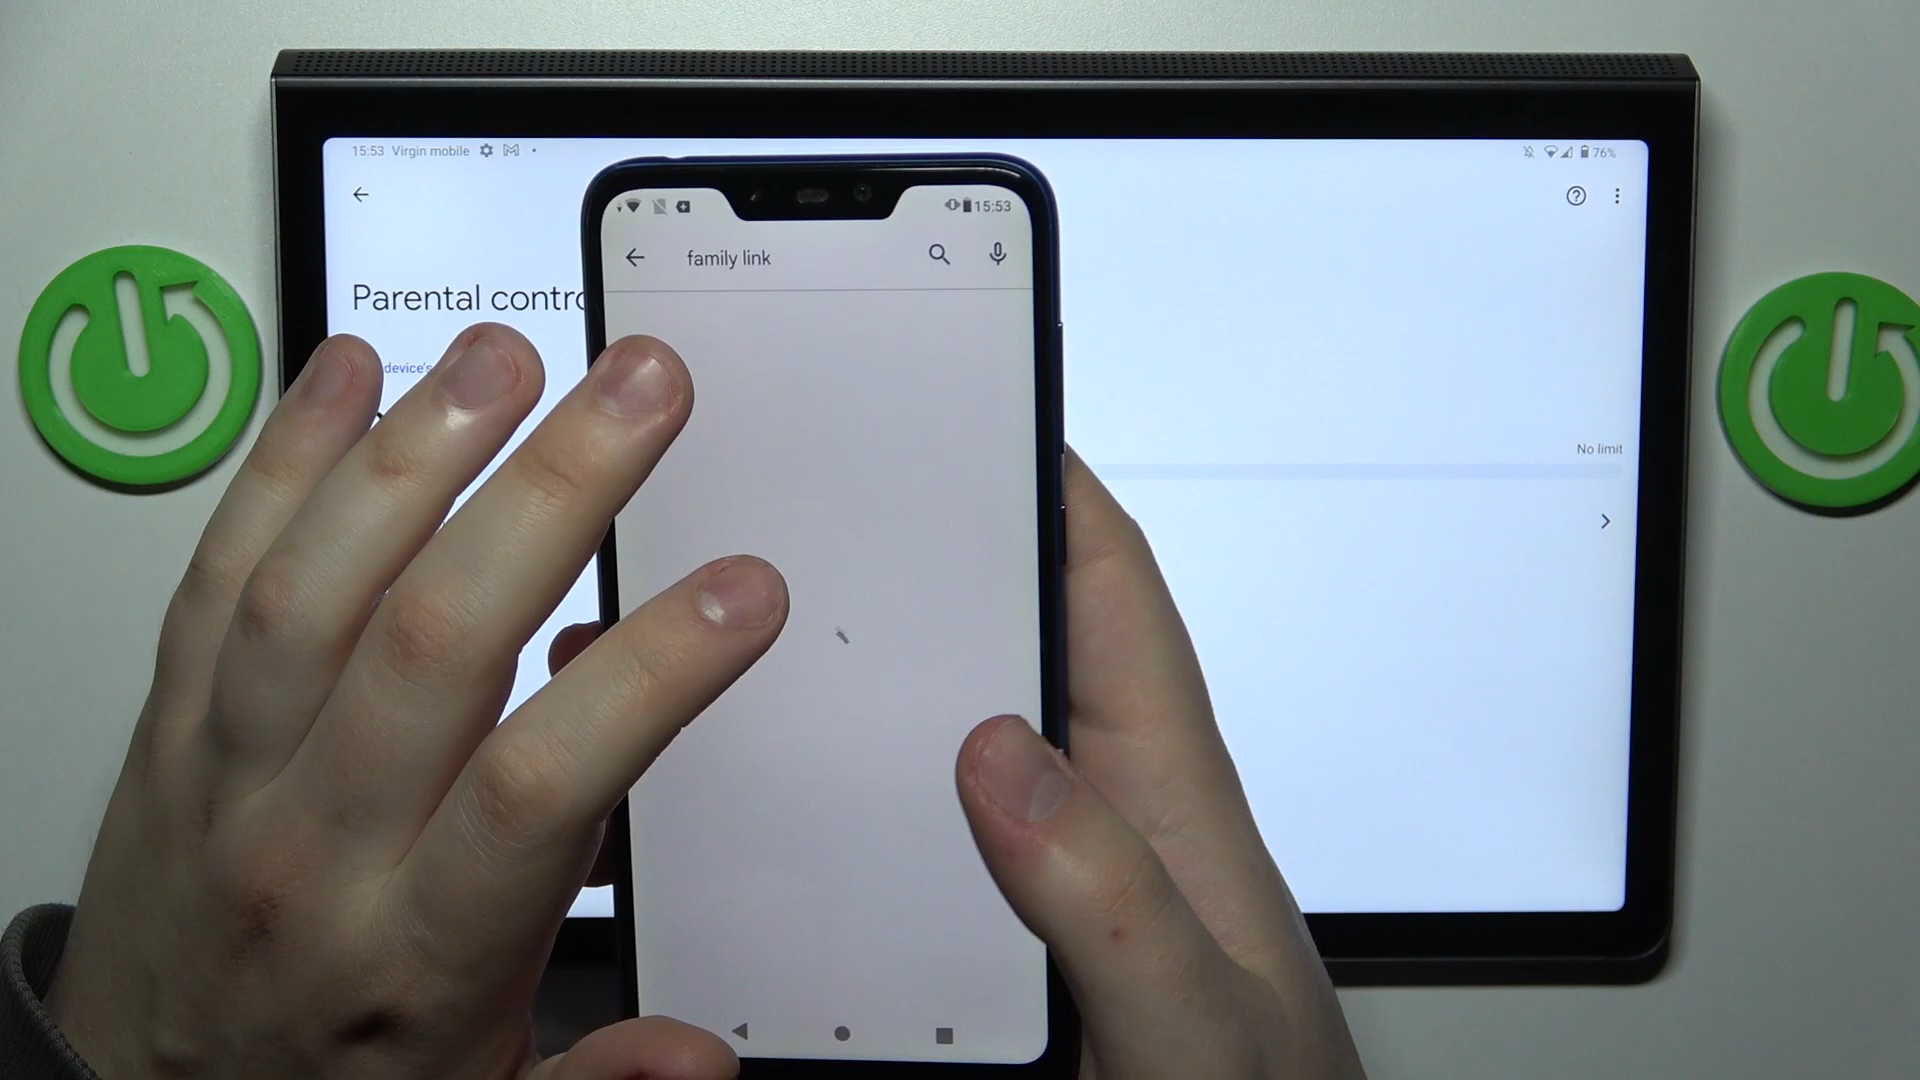 15:53 Virgin mobile
76%
15:53
family link
Parental contro
device's
No limit